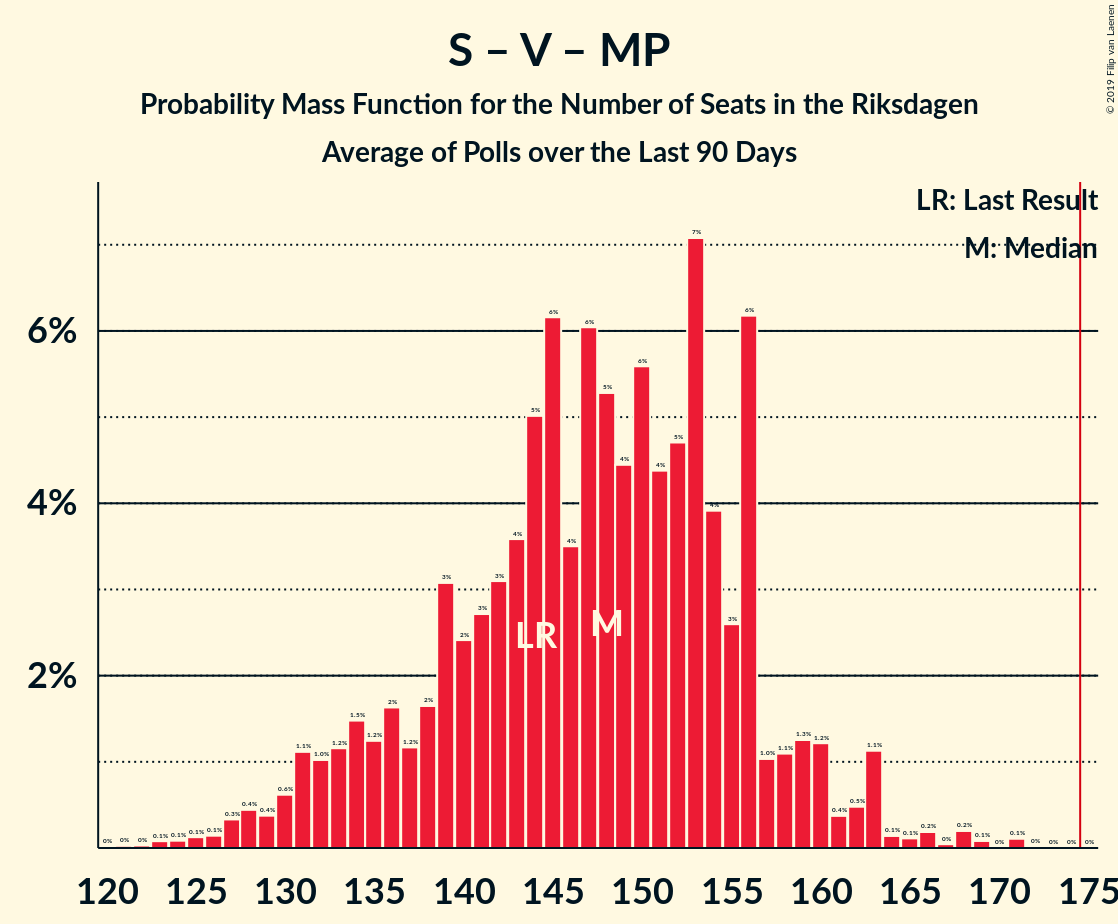 S – V – MP
Probability Mass Function for the Number of Seats in the Riksdagen
Average of Polls over the Last 90 Days
© 2019 Filip van Laenen
LR: Last Result
M: Median
6%
4%
2%
0% 0% 0% 0.1% 0.1% 0.1% 0.1% 0.3% 0.4% 0.4% 0.6% 1.1% 1.0% 1.2% 1.5% 1.2% 2% 1.2% 2% 3% 2% 3% 3% 4% 5% 6% 4% 6% 5% 4% 6% 4% 5% 7% 4% 3% 6% 1.0% 1.1% 1.3% 1.2% 0.4% 0.5% 1.1% 0.1% 0.1% 0.2% 0% 0.2% 0.1% 0% 0.1% 0% 0% 0% 0%
LR M
120 125 130 135 140 145 150 155 160 165 170 175